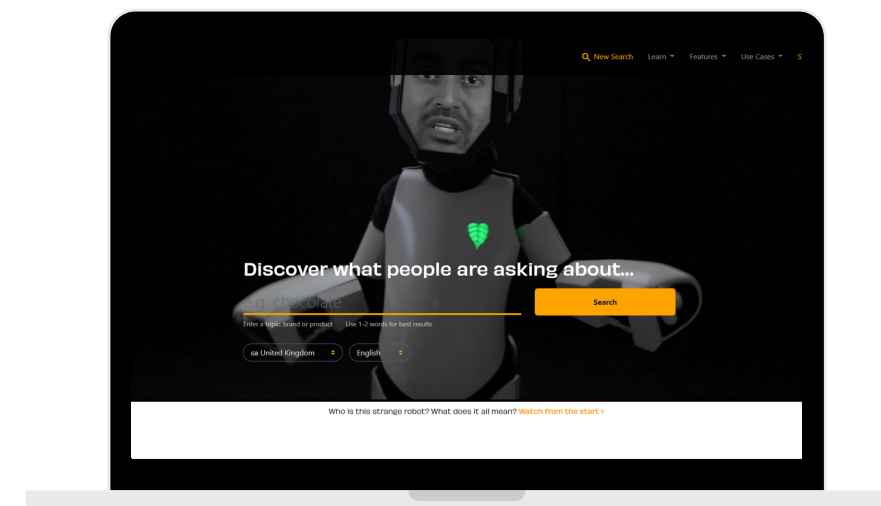 New Search Learn Features Use Cases S
Discover what people are asking about...
e.g. chocolate
Search
Enter a topic, brand or product Use 1-2 words for best results
GB United Kingdom
English
Who is this strange robot? What does it all mean? Watch from the start >